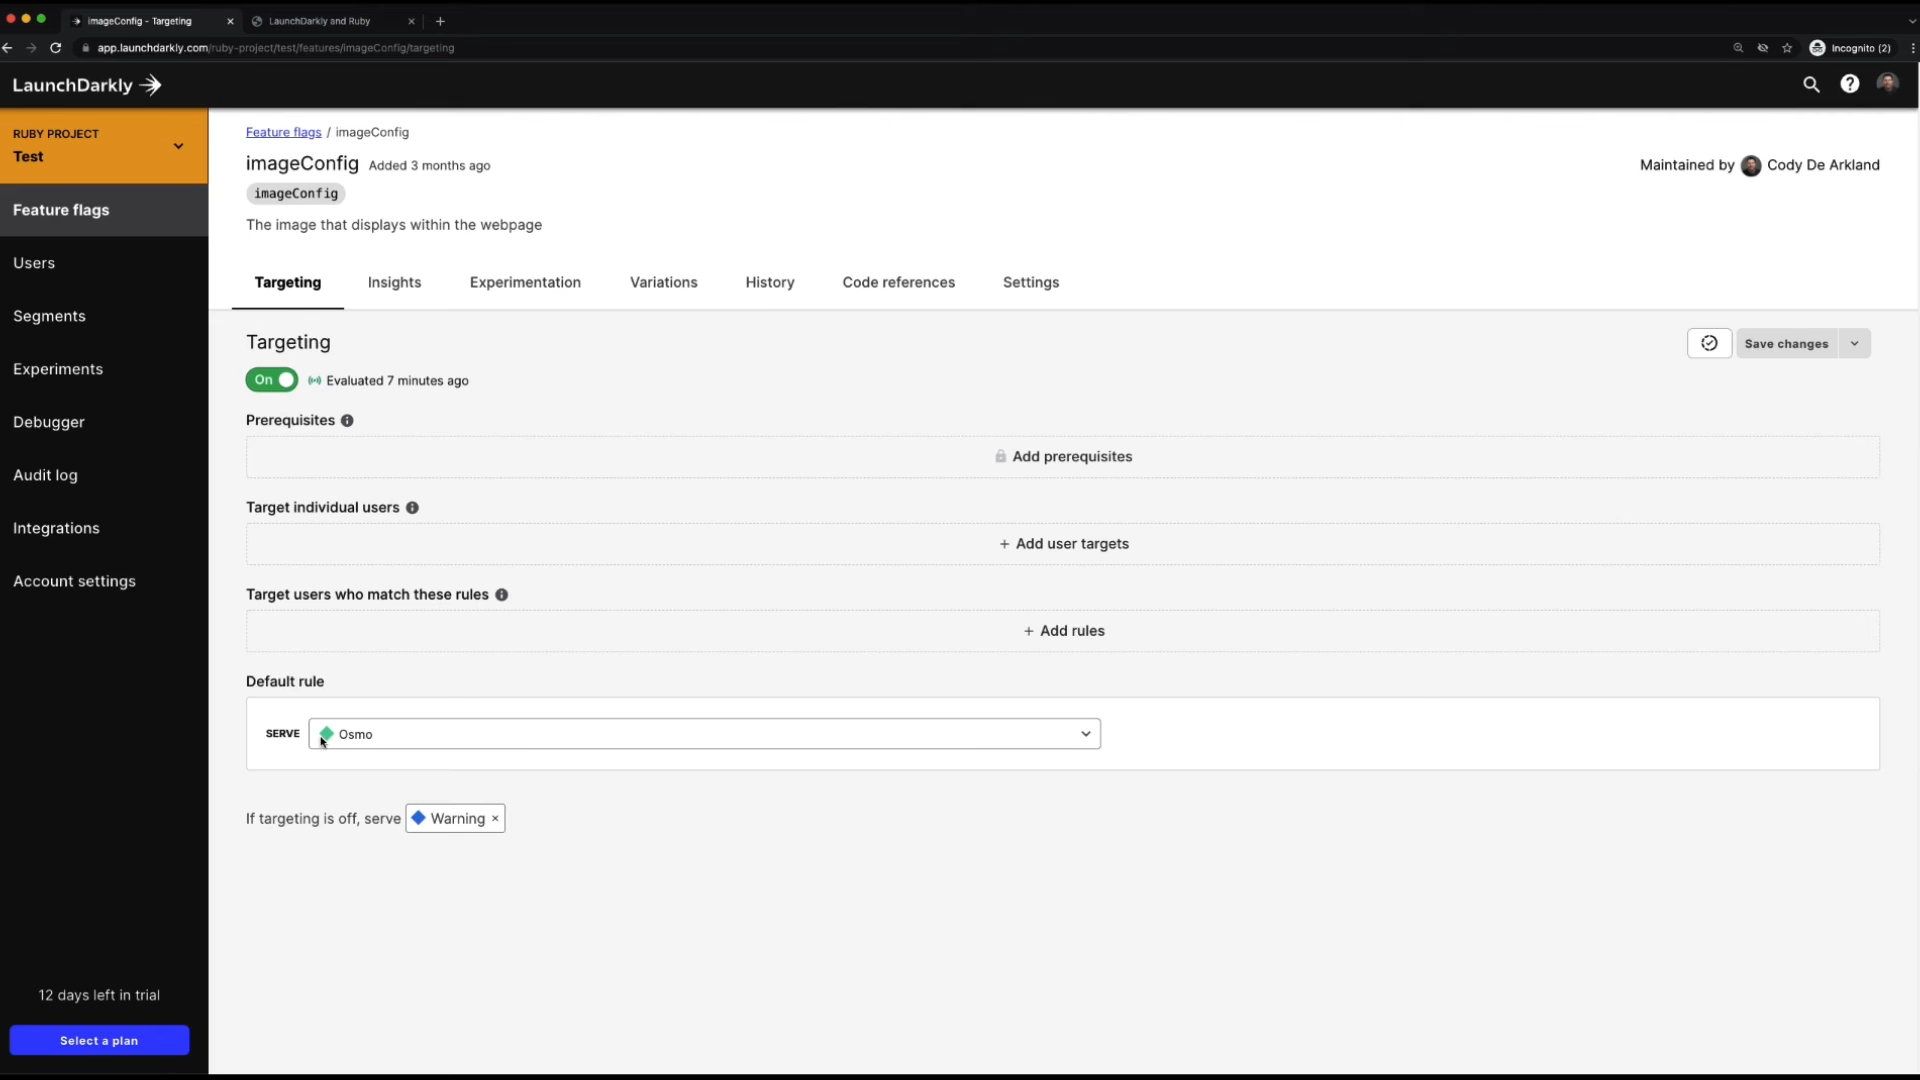 imageConfig - Targeting
LaunchDarkly and Ruby
app.launchdarkly.com/ruby-project/test/features/imageConfig/targeting
Incognito (2)
LaunchDarkly
RUBY PROJECT
Test
Feature flags
Users
Segments
Experiments
Debugger
Audit log
Integrations
Account settings
12 days left in trial
Select a plan
Feature flags / imageConfig
imageConfig Added 3 months ago
Maintained by Cody De Arkland
imageConfig
The image that displays within the webpage
Targeting Insights Experimentation Variations History Code references Settings
Targeting
Save changes
On Evaluated 7 minutes ago
Prerequisites
Add prerequisites
Target individual users
+ Add user targets
Target users who match these rules
+ Add rules
Default rule
SERVE Osmo
If targeting is off, serve Warning ×